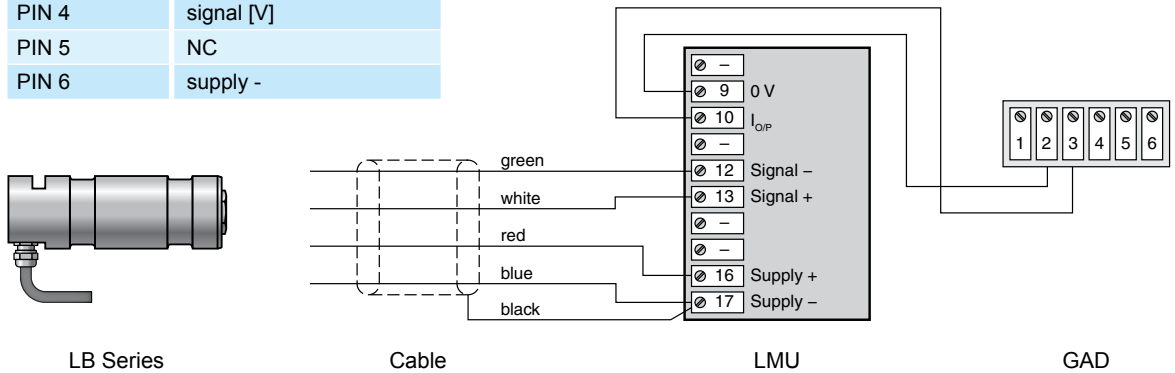 PIN 4 signal [V]
PIN 5 NC
PIN 6 supply -
–
9 0 V
10 I O/P
–
12 Signal –
13 Signal +
–
–
16 Supply +
17 Supply –
green
white
red
blue
black
1 2 3 4 5 6
LB Series Cable LMU GAD